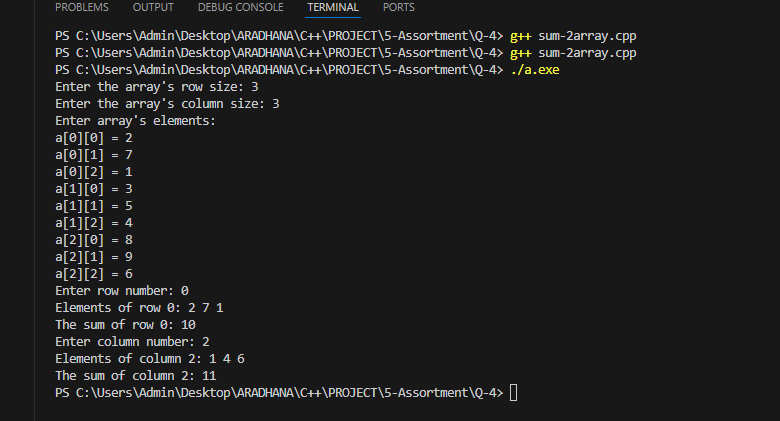 PROBLEMS OUTPUT DEBUG CONSOLE TERMINAL PORTS
PS C:\Users\Admin\Desktop\ARADHANA\C++\PROJECT\5-Assortment\Q-4> g++ sum-2array.cpp
PS C:\Users\Admin\Desktop\ARADHANA\C++\PROJECT\5-Assortment\Q-4> g++ sum-2array.cpp
PS C:\Users\Admin\Desktop\ARADHANA\C++\PROJECT\5-Assortment\Q-4> ./a.exe
Enter the array's row size: 3
Enter the array's column size: 3
Enter array's elements:
a[0][0] = 2
a[0][1] = 7
a[0][2] = 1
a[1][0] = 3
a[1][1] = 5
a[1][2] = 4
a[2][0] = 8
a[2][1] = 9
a[2][2] = 6
Enter row number: 0
Elements of row 0: 2 7 1
The sum of row 0: 10
Enter column number: 2
Elements of column 2: 1 4 6
The sum of column 2: 11
PS C:\Users\Admin\Desktop\ARADHANA\C++\PROJECT\5-Assortment\Q-4>